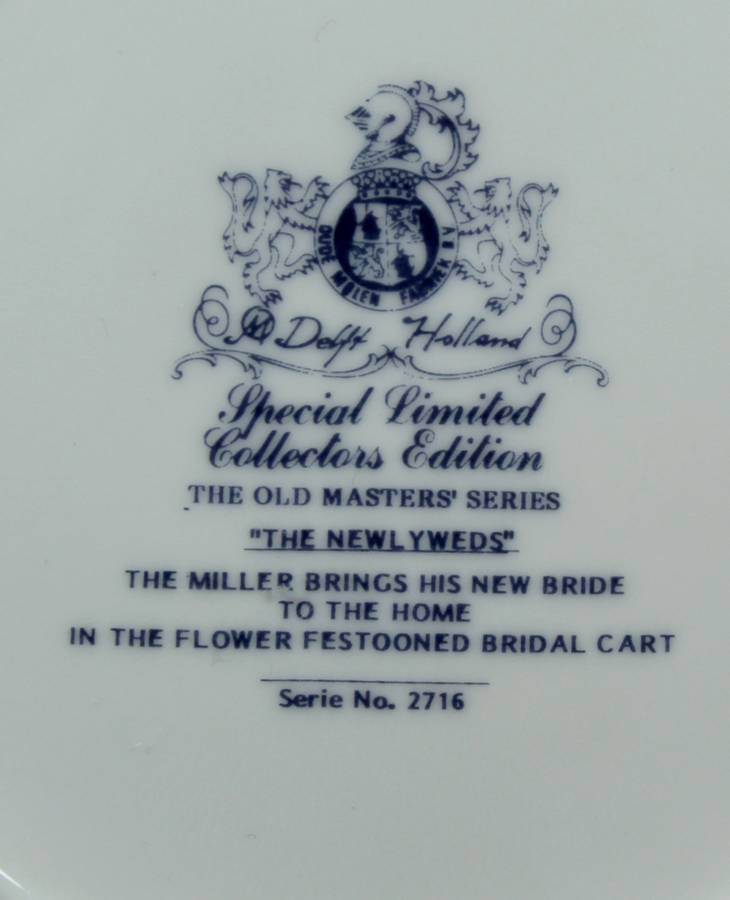 OUDE MOLEN FABRIEK B.V
M Delft Holland
Special Limited
Collectors Edition
THE OLD MASTERS' SERIES
"THE NEWLYWEDS"
THE MILLER BRINGS HIS NEW BRIDE
TO THE HOME
IN THE FLOWER FESTOONED BRIDAL CART
Serie No. 2716